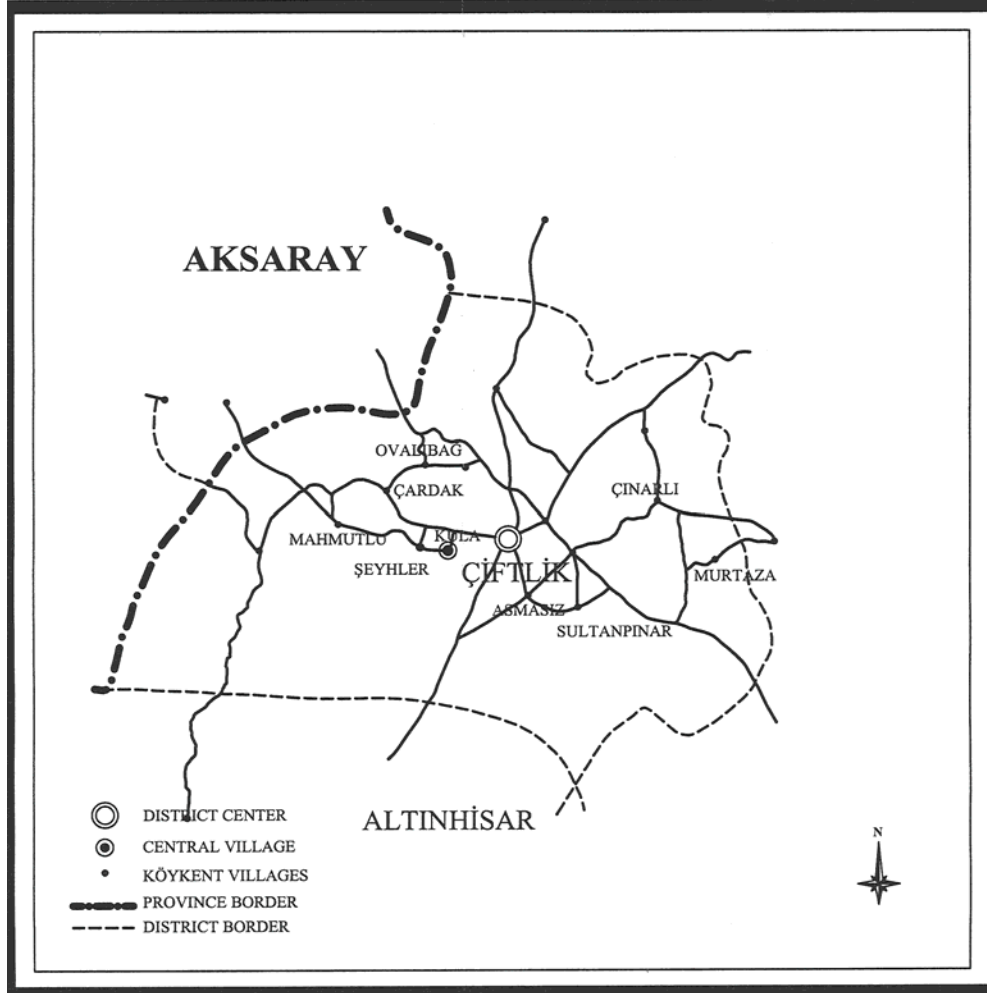 AKSARAY
OVALIBAĞ
ÇARDAK
ÇINARLI
MAHMUTLU
KULA
ŞEYHLER
ÇİFTLİK
MURTAZA
ASMASIZ
SULTANPINAR
ALTINHİSAR
DISTRICT CENTER
CENTRAL VILLAGE
KÖYKENT VILLAGES
PROVINCE BORDER
DISTRICT BORDER
N